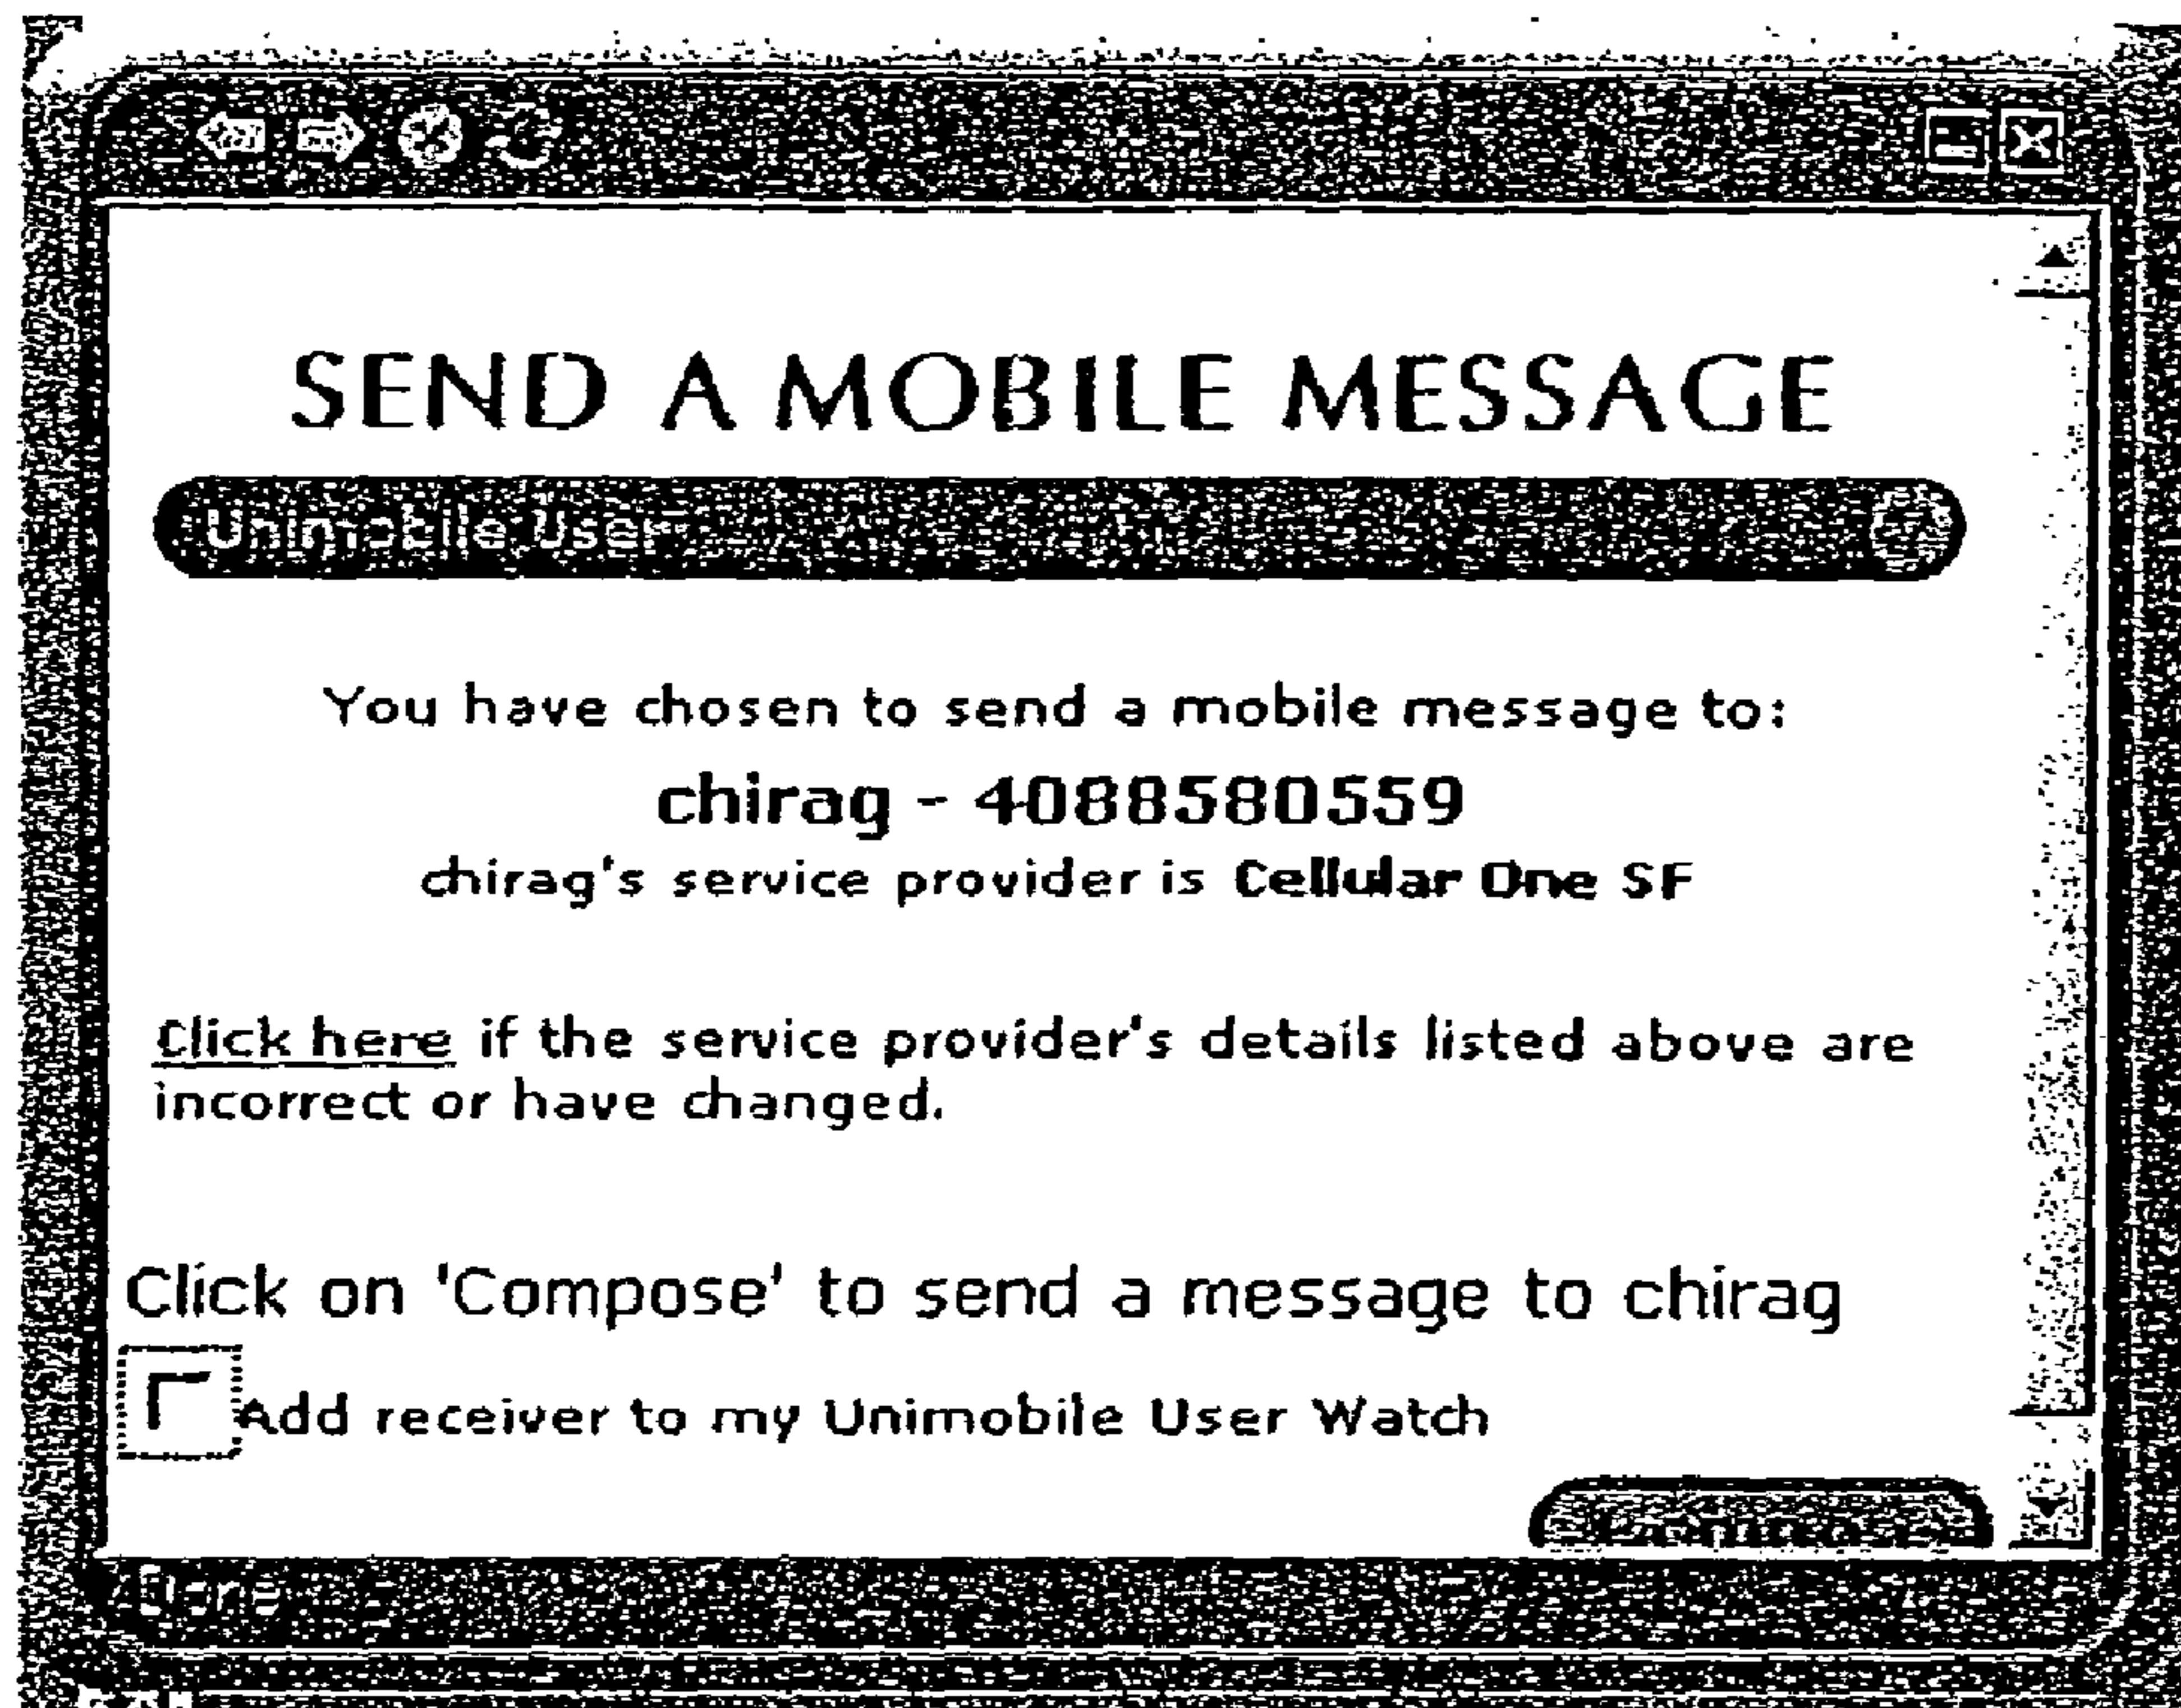 SEND A MOBILE MESSAGE
Unimobile User
You have chosen to send a mobile message to:
chirag - 4088580559
chirag's service provider is Cellular One SF
Click here if the service provider's details listed above are
incorrect or have changed.
Click on 'Compose' to send a message to chirag
Add receiver to my Unimobile User Watch
Done